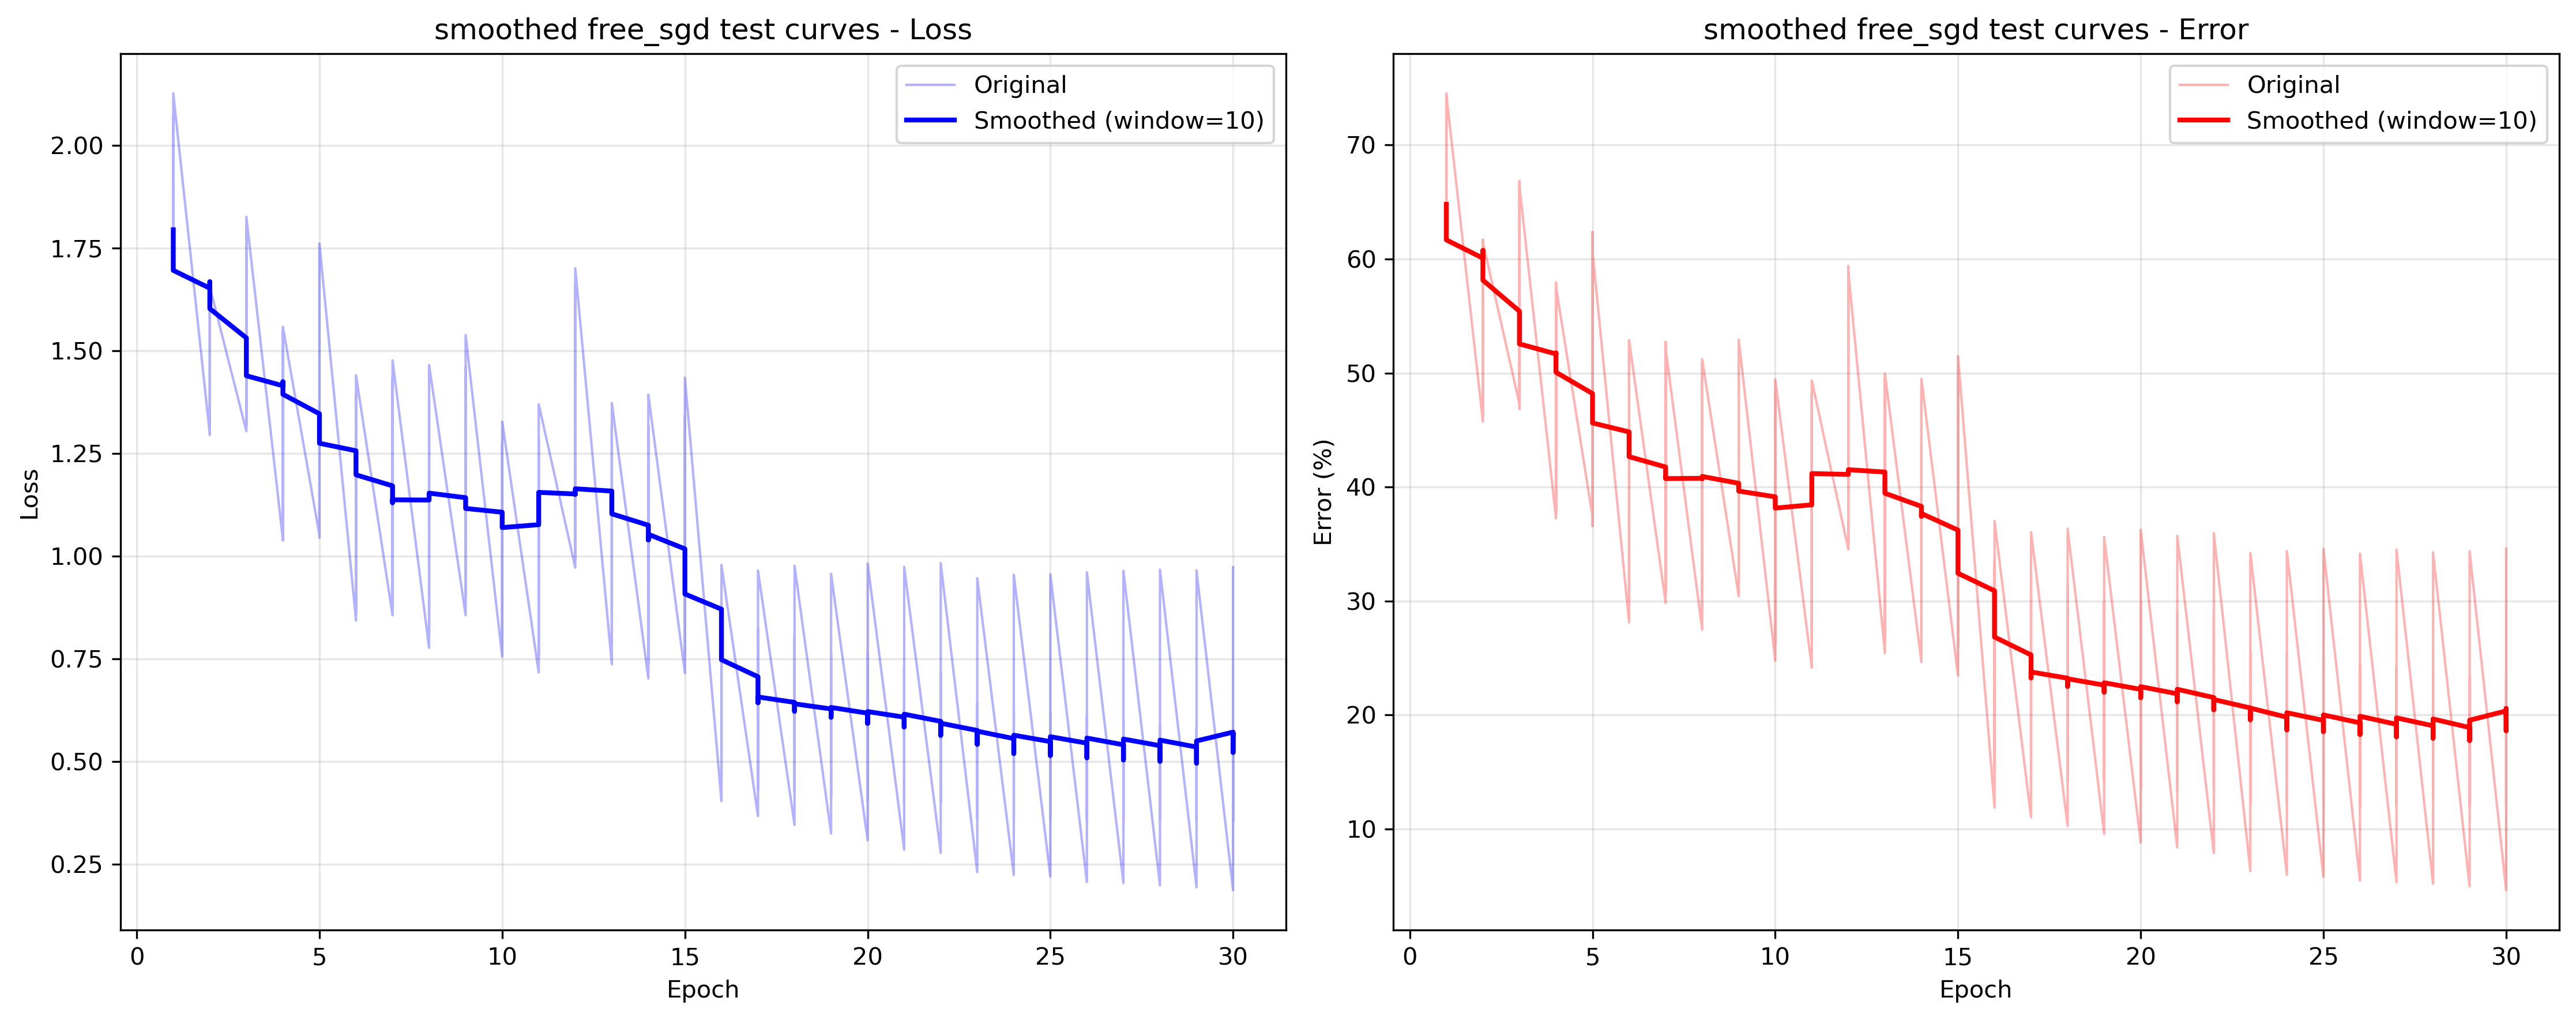 smoothed free_sgd test curves - Loss
Original
Smoothed (window=10)
2.00
1.75
1.50
1.25
1.00
0.75
0.50
0.25
Loss
0 5 10 15 20 25 30
Epoch
smoothed free_sgd test curves - Error
Original
Smoothed (window=10)
70
60
50
40
30
20
10
Error (%)
0 5 10 15 20 25 30
Epoch